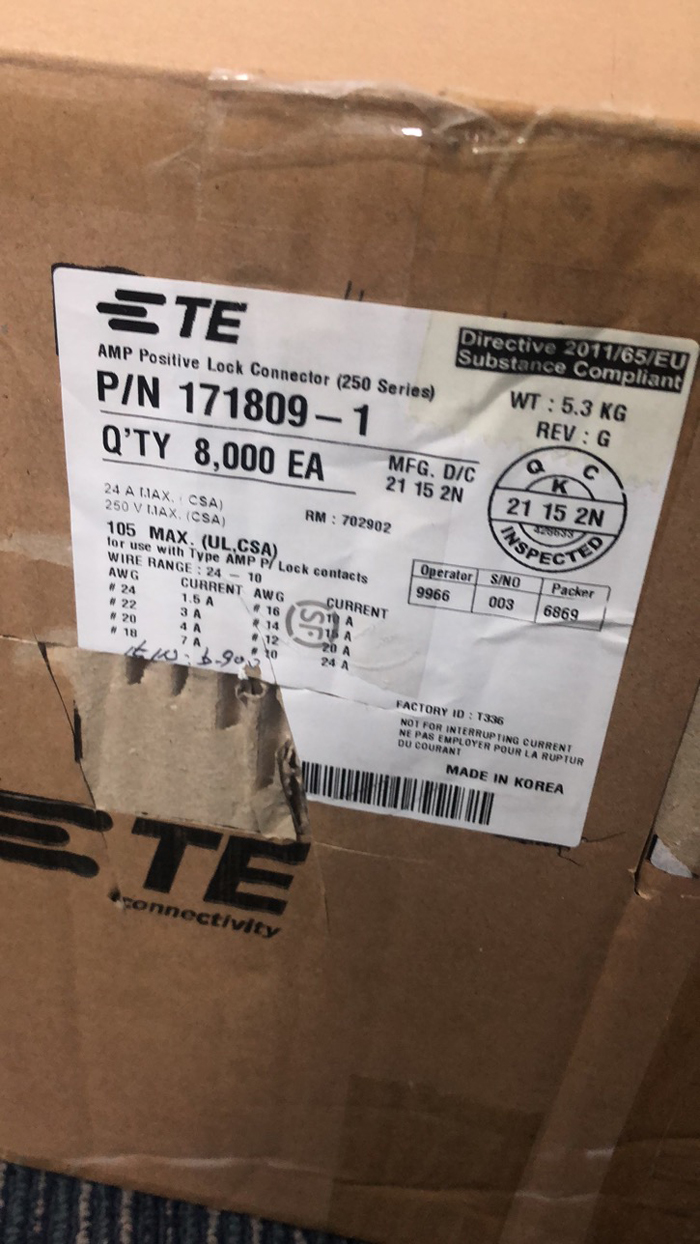 TE
AMP Positive Lock Connector (250 Series)
Directive 2011/65/EU
Substance Compliant
P/N 171809-1
WT : 5.3 KG
REV : G
Q'TY 8,000 EA
MFG. D/C
21 15 2N
Q C
K
21 15 2N
INSPECTED
24 A MAX. (CSA)
250 V MAX. (CSA)
RM : 702902
105 MAX. (UL,CSA)
for use with Type AMP P/Lock contacts
WIRE RANGE : 24 - 10
Operator S/NO Packer
9966 003 6869
AWG CURRENT AWG CURRENT
# 24 1.5 A # 16 A
# 22 3 A # 14 A
# 20 4 A # 12 20 A
# 18 7 A # 10 24 A
FACTORY ID : T336
NOT FOR INTERRUPTING CURRENT
NE PAS EMPLOYER POUR LA RUPTUR
DU COURANT
MADE IN KOREA
TE
connectivity